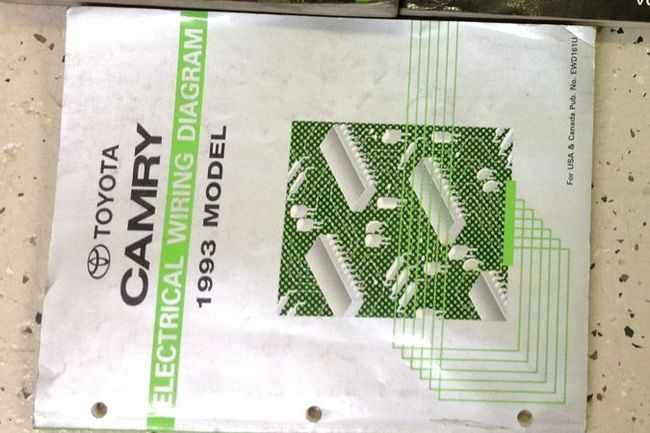 TOYOTA
CAMRY
ELECTRICAL WIRING DIAGRAM
1993 MODEL
For USA & Canada Pub. No. EWD161U